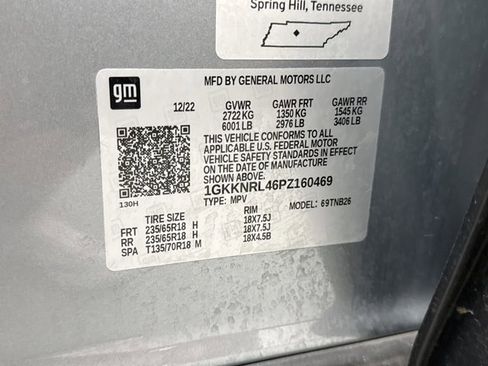 Spring Hill, Tennessee
gm
MFD BY GENERAL MOTORS LLC
12/22 GVWR GAWR FRT GAWR RR
2722 KG 1350 KG 1545 KG
6001 LB 2976 LB 3406 LB
THIS VEHICLE CONFORMS TO ALL
APPLICABLE U.S. FEDERAL MOTOR
VEHICLE SAFETY STANDARDS IN EFFECT
ON THE DATE OF MANUFACTURE
SHOWN ABOVE.
1GKKNRL46PZ160469
130H
TYPE: MPV MODEL: 69TNB26
TIRE SIZE RIM
FRT 235/65R18 H 18X7.5J
RR 235/65R18 H 18X7.5J
SPA T135/70R18 M 18X4.5B